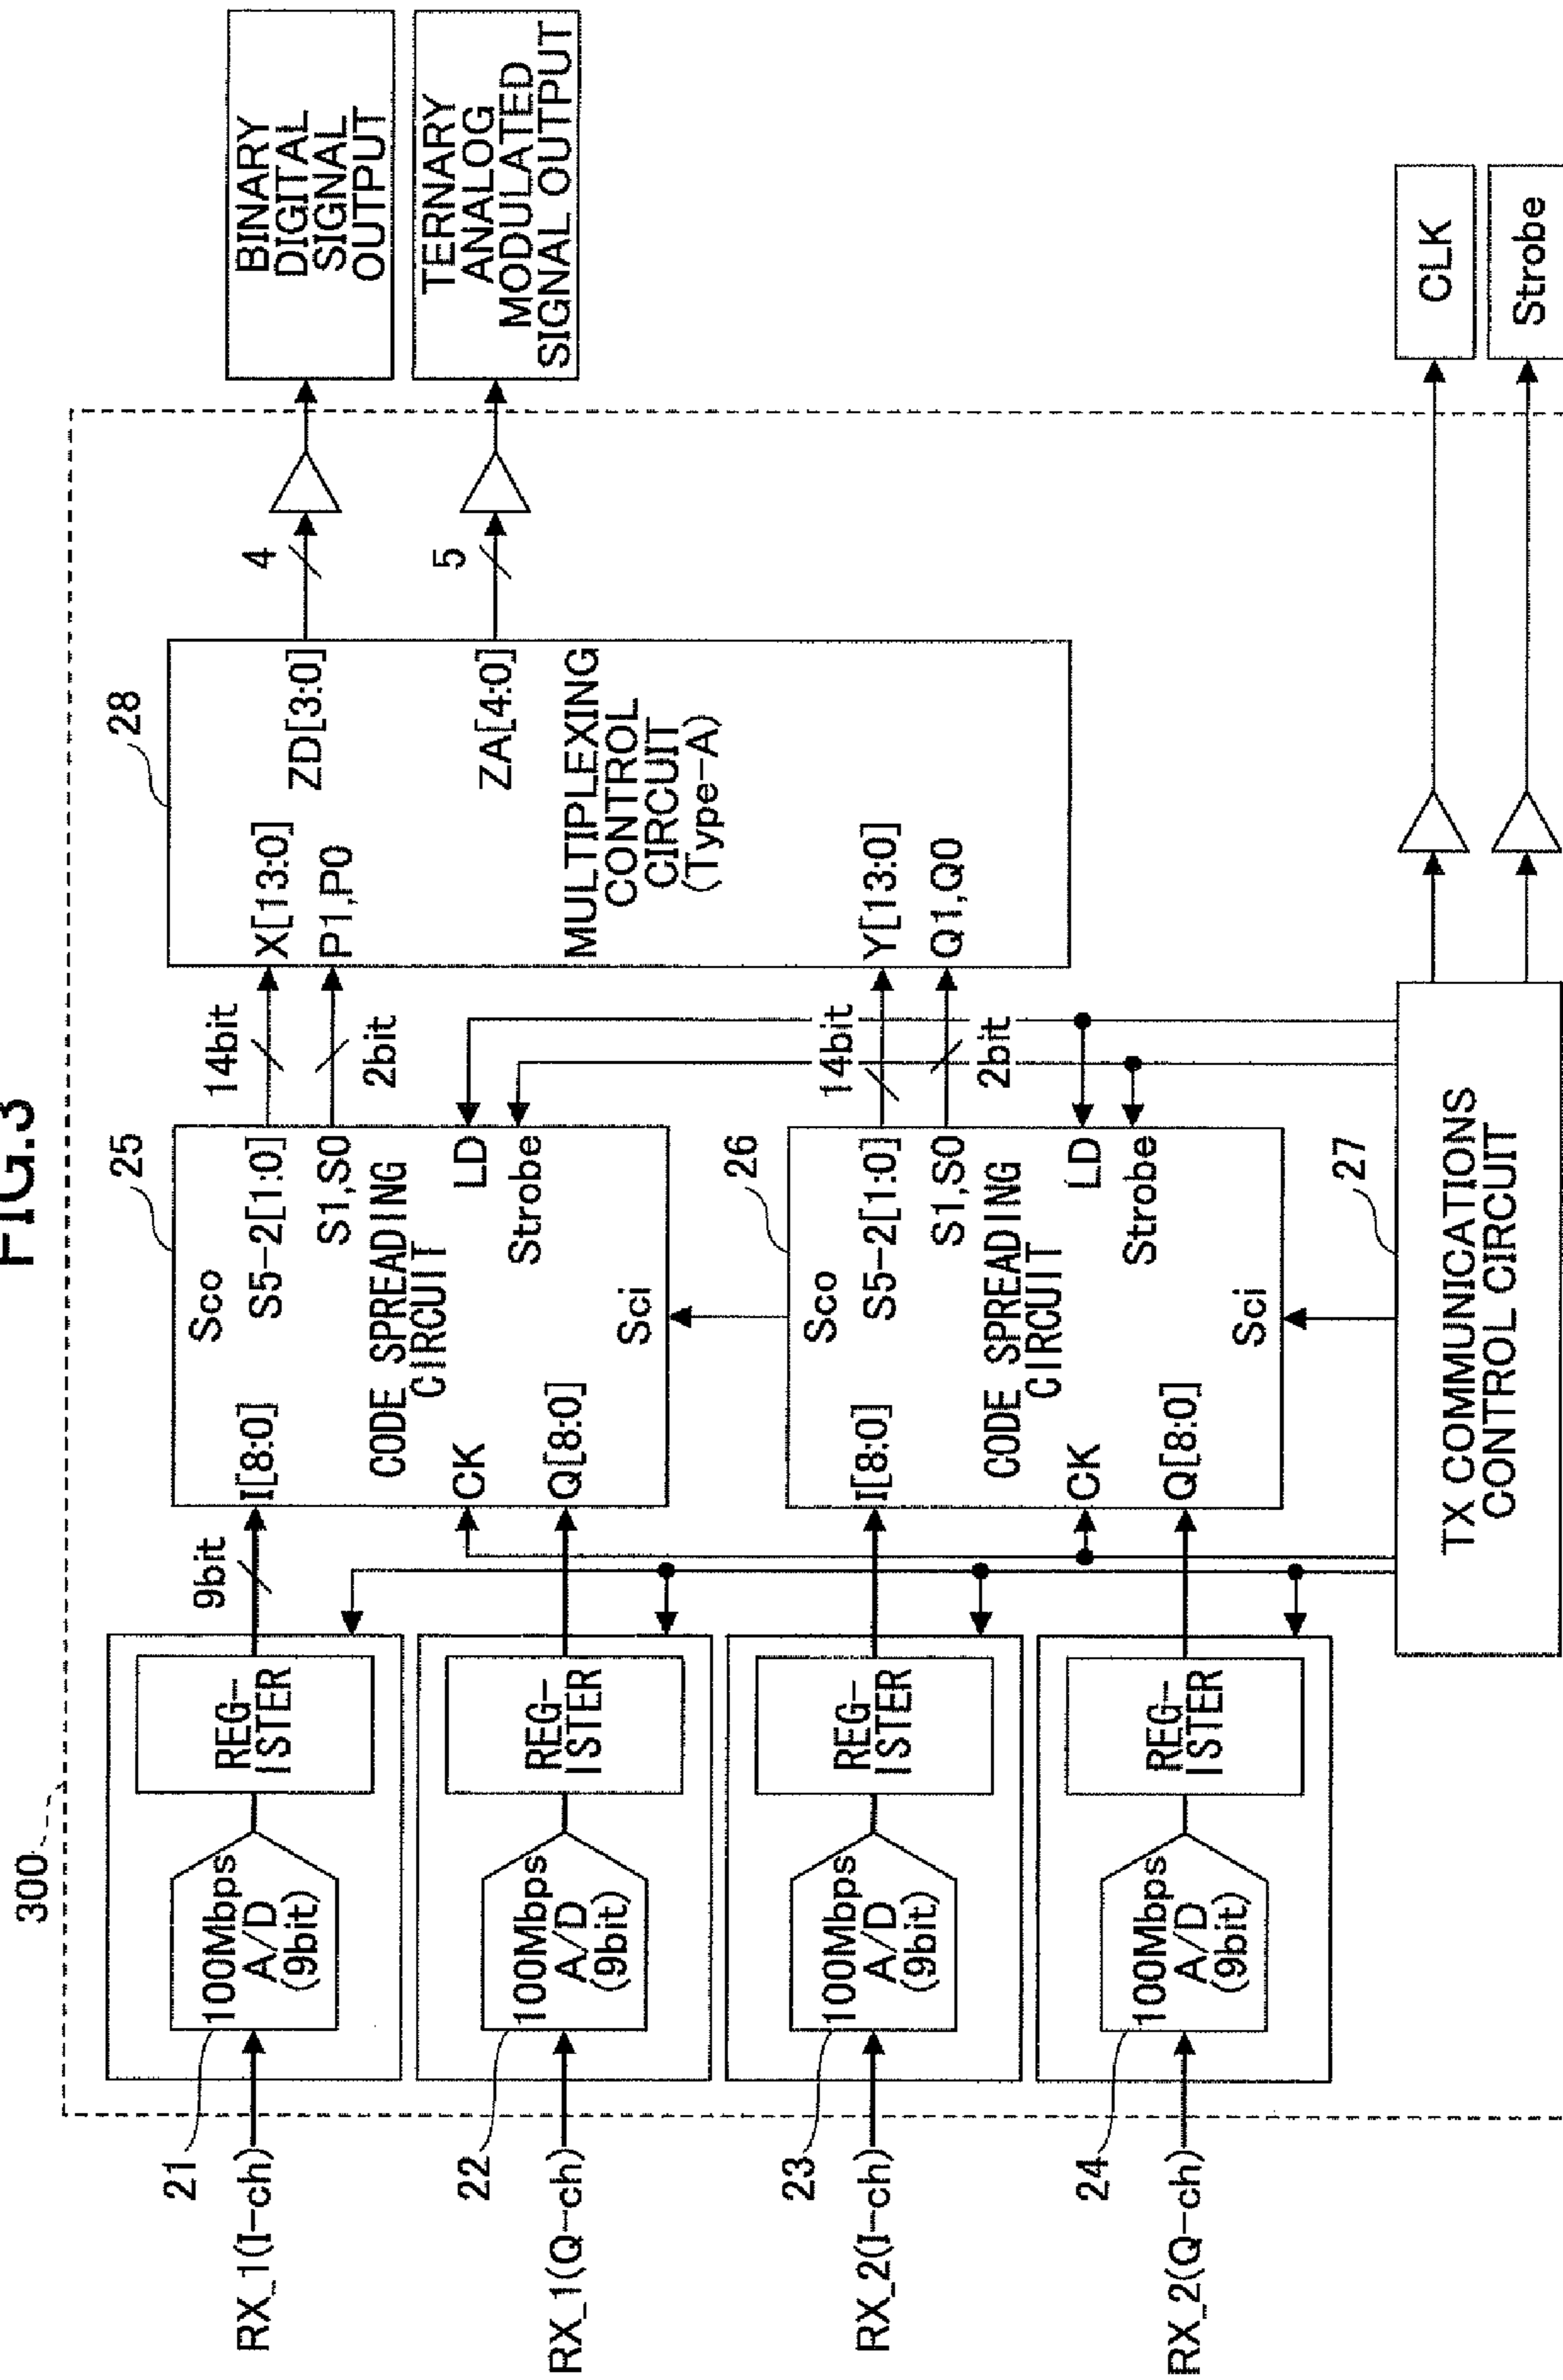 FIG.3
300
21
RX_1(I-ch)
100Mbps
A/D
(9bit)
REG-
ISTER
9bit
22
RX_1(Q-ch)
100Mbps
A/D
(9bit)
REG-
ISTER
23
RX_2(I-ch)
100Mbps
A/D
(9bit)
REG-
ISTER
24
RX_2(Q-ch)
100Mbps
A/D
(9bit)
REG-
ISTER
25
Sco
I[8:0]
S5-2[1:0]
S1,S0
CODE SPREADING
CIRCUIT
CK
LD
Strobe
Q[8:0]
Sci
14bit
2bit
26
Sco
I[8:0]
S5-2[1:0]
S1,S0
CODE SPREADING
CIRCUIT
CK
LD
Strobe
Q[8:0]
Sci
14bit
2bit
27
TX COMMUNICATIONS
CONTROL CIRCUIT
28
X[13:0]
P1,P0
ZD[3:0]
ZA[4:0]
MULTIPLEXING
CONTROL
CIRCUIT
(Type-A)
Y[13:0]
Q1,Q0
4
5
BINARY
DIGITAL
SIGNAL
OUTPUT
TERNARY
ANALOG
MODULATED
SIGNAL OUTPUT
CLK
Strobe